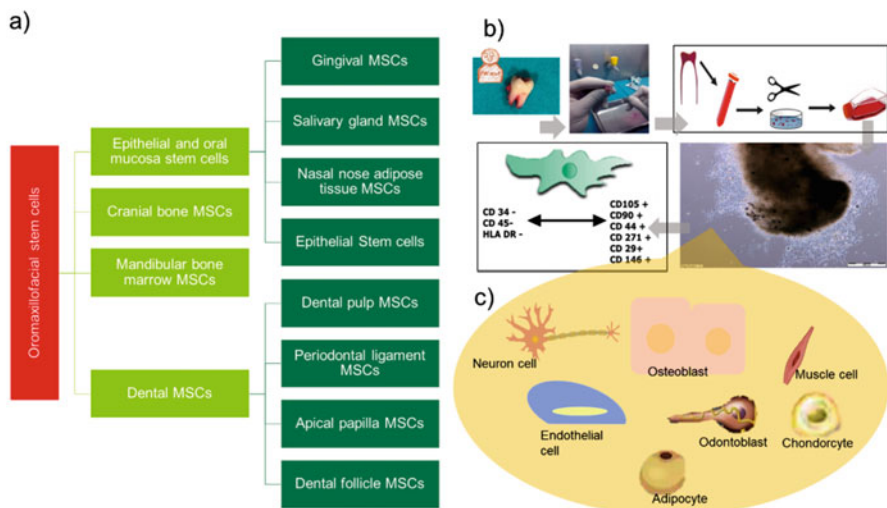 a)
Oromaxillofacial stem cells
Epithelial and oral
mucosa stem cells
Cranial bone MSCs
Mandibular bone
marrow MSCs
Dental MSCs
Gingival MSCs
Salivary gland MSCs
Nasal nose adipose
tissue MSCs
Epithelial Stem cells
Dental pulp MSCs
Periodontal ligament
MSCs
Apical papilla MSCs
Dental follicle MSCs
b)
CD 34 -
CD 45-
HLA DR -
CD105 +
CD90 +
CD 44 +
CD 271 +
CD 29+
CD 146 +
c)
Neuron cell
Osteoblast
Muscle cell
Endothelial
cell
Odontoblast
Chondorcyte
Adipocyte